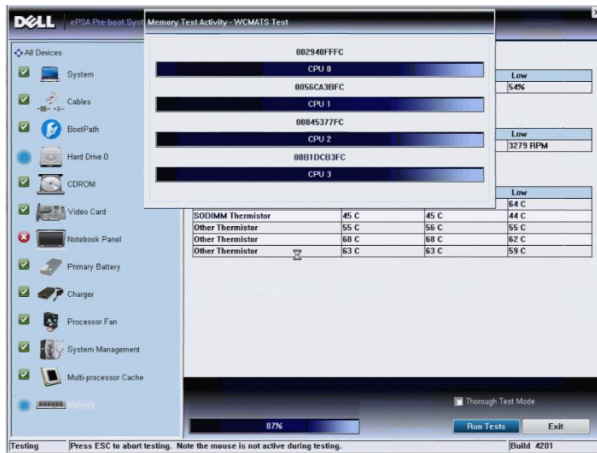 DELL
ePSA Pre-boot Syst
Memory Test Activity - WCMATS Test
002940FFFC
CPU 0
0056CA3BFC
CPU 1
00845377FC
CPU 2
00B1DCB3FC
CPU 3
All Devices
System
Cables
BootPath
Hard Drive 0
CDROM
Video Card
Notebook Panel
Primary Battery
Charger
Processor Fan
System Management
Multi-processor Cache
Low
54%
Low
3279 RPM
Low
64 C
SODIMM Thermistor 45 C 45 C 44 C
Other Thermistor 55 C 56 C 55 C
Other Thermistor 68 C 68 C 62 C
Other Thermistor 63 C 63 C 59 C
Thorough Test Mode
87%
Run Tests
Exit
Testing
Press ESC to abort testing. Note the mouse is not active during testing.
Build 4201